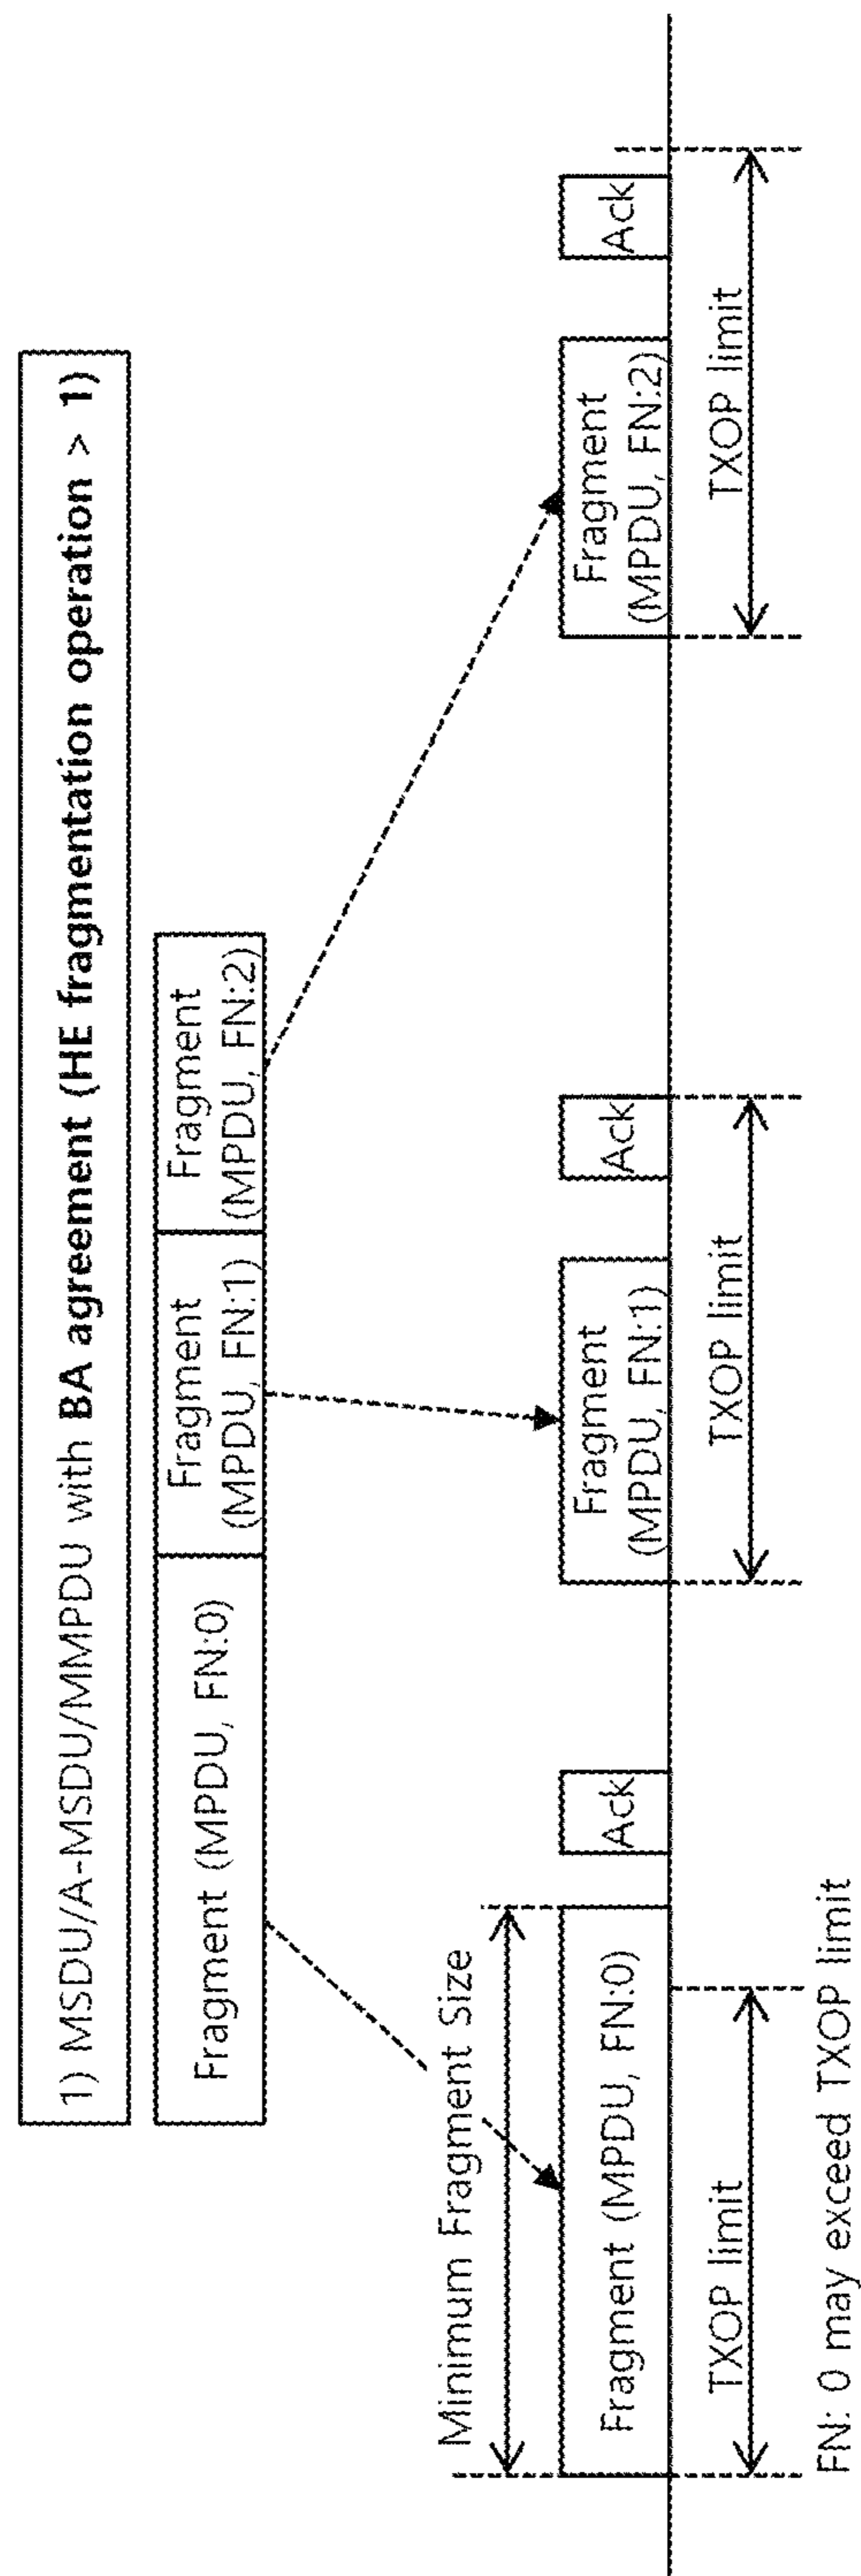 1) MSDU/A-MSDU/MMPDU with BA agreement (HE fragmentation operation > 1)
Fragment (MPDU, FN:0)
Fragment
(MPDU, FN:1)
Fragment
(MPDU, FN:2)
Minimum Fragment Size
Fragment (MPDU, FN:0)
Ack
Fragment
(MPDU, FN:1)
Ack
Fragment
(MPDU, FN:2)
Ack
TXOP limit
TXOP limit
TXOP limit
FN: 0 may exceed TXOP limit